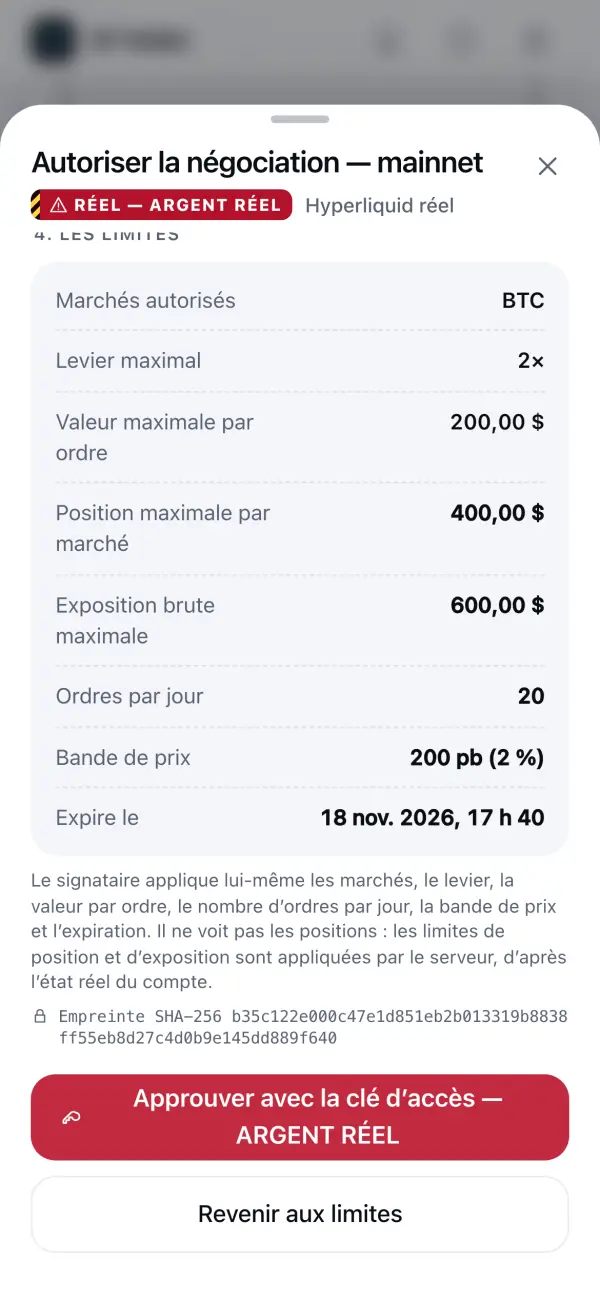 Autoriser la négociation — mainnet
RÉEL — ARGENT RÉEL
Hyperliquid réel
4. LES LIMITES
Marchés autorisés
BTC
Levier maximal
2×
Valeur maximale par
ordre
200,00 $
Position maximale par
marché
400,00 $
Exposition brute
maximale
600,00 $
Ordres par jour
20
Bande de prix
200 pb (2 %)
Expire le
18 nov. 2026, 17 h 40
Le signataire applique lui-même les marchés, le levier, la
valeur par ordre, le nombre d’ordres par jour, la bande de prix
et l’expiration. Il ne voit pas les positions : les limites de
position et d’exposition sont appliquées par le serveur, d’après
l’état réel du compte.
Empreinte SHA-256 b35c122e000c47e1d851eb2b013319b8838
ff55eb8d27c4d0b9e145dd889f640
Approuver avec la clé d’accès —
ARGENT RÉEL
Revenir aux limites